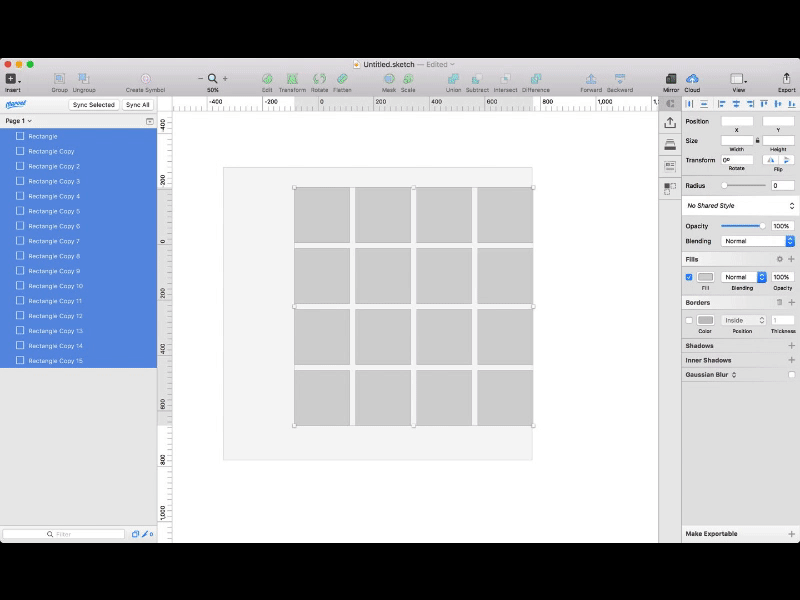 Untitled.sketch — Edited
Insert Group Ungroup Create Symbol 50% Edit Transform Rotate Flatten Mask Scale Union Subtract Intersect Difference Forward Backward Mirror Cloud View Export
Sync Selected Sync All
-400 -200 0 200 400 600 800 1,000
Page 1
Rectangle
Rectangle Copy
Rectangle Copy 2
Rectangle Copy 3
Rectangle Copy 4
Rectangle Copy 5
Rectangle Copy 6
Rectangle Copy 7
Rectangle Copy 8
Rectangle Copy 9
Rectangle Copy 10
Rectangle Copy 11
Rectangle Copy 12
Rectangle Copy 13
Rectangle Copy 14
Rectangle Copy 15
Filter
0
-400
200
0
200
400
600
800
1,000
Position
X Y
Size
Width Height
Transform 0º
Rotate Flip
Radius 0
No Shared Style
Opacity 100%
Blending Normal
Fills
Normal 100%
Fill Blending Opacity
Borders
Inside 1
Color Position Thickness
Shadows
Inner Shadows
Gaussian Blur
Make Exportable